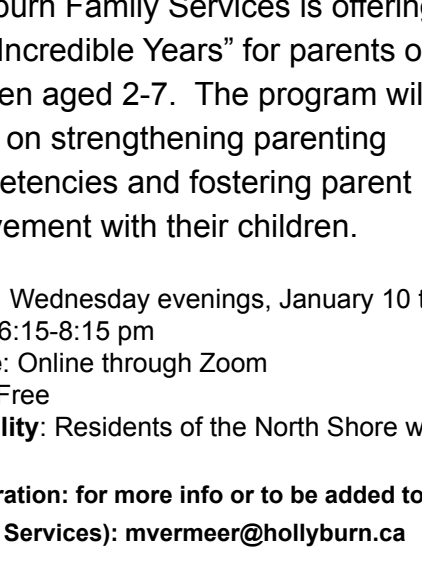 burn Family Services is offering
Incredible Years” for parents o
en aged 2-7. The program wil
on strengthening parenting
etencies and fostering parent
vement with their children.
Wednesday evenings, January 10 t
6:15-8:15 pm
e: Online through Zoom
Free
lity: Residents of the North Shore w
ration: for more info or to be added to
Services): mvermeer@hollyburn.ca